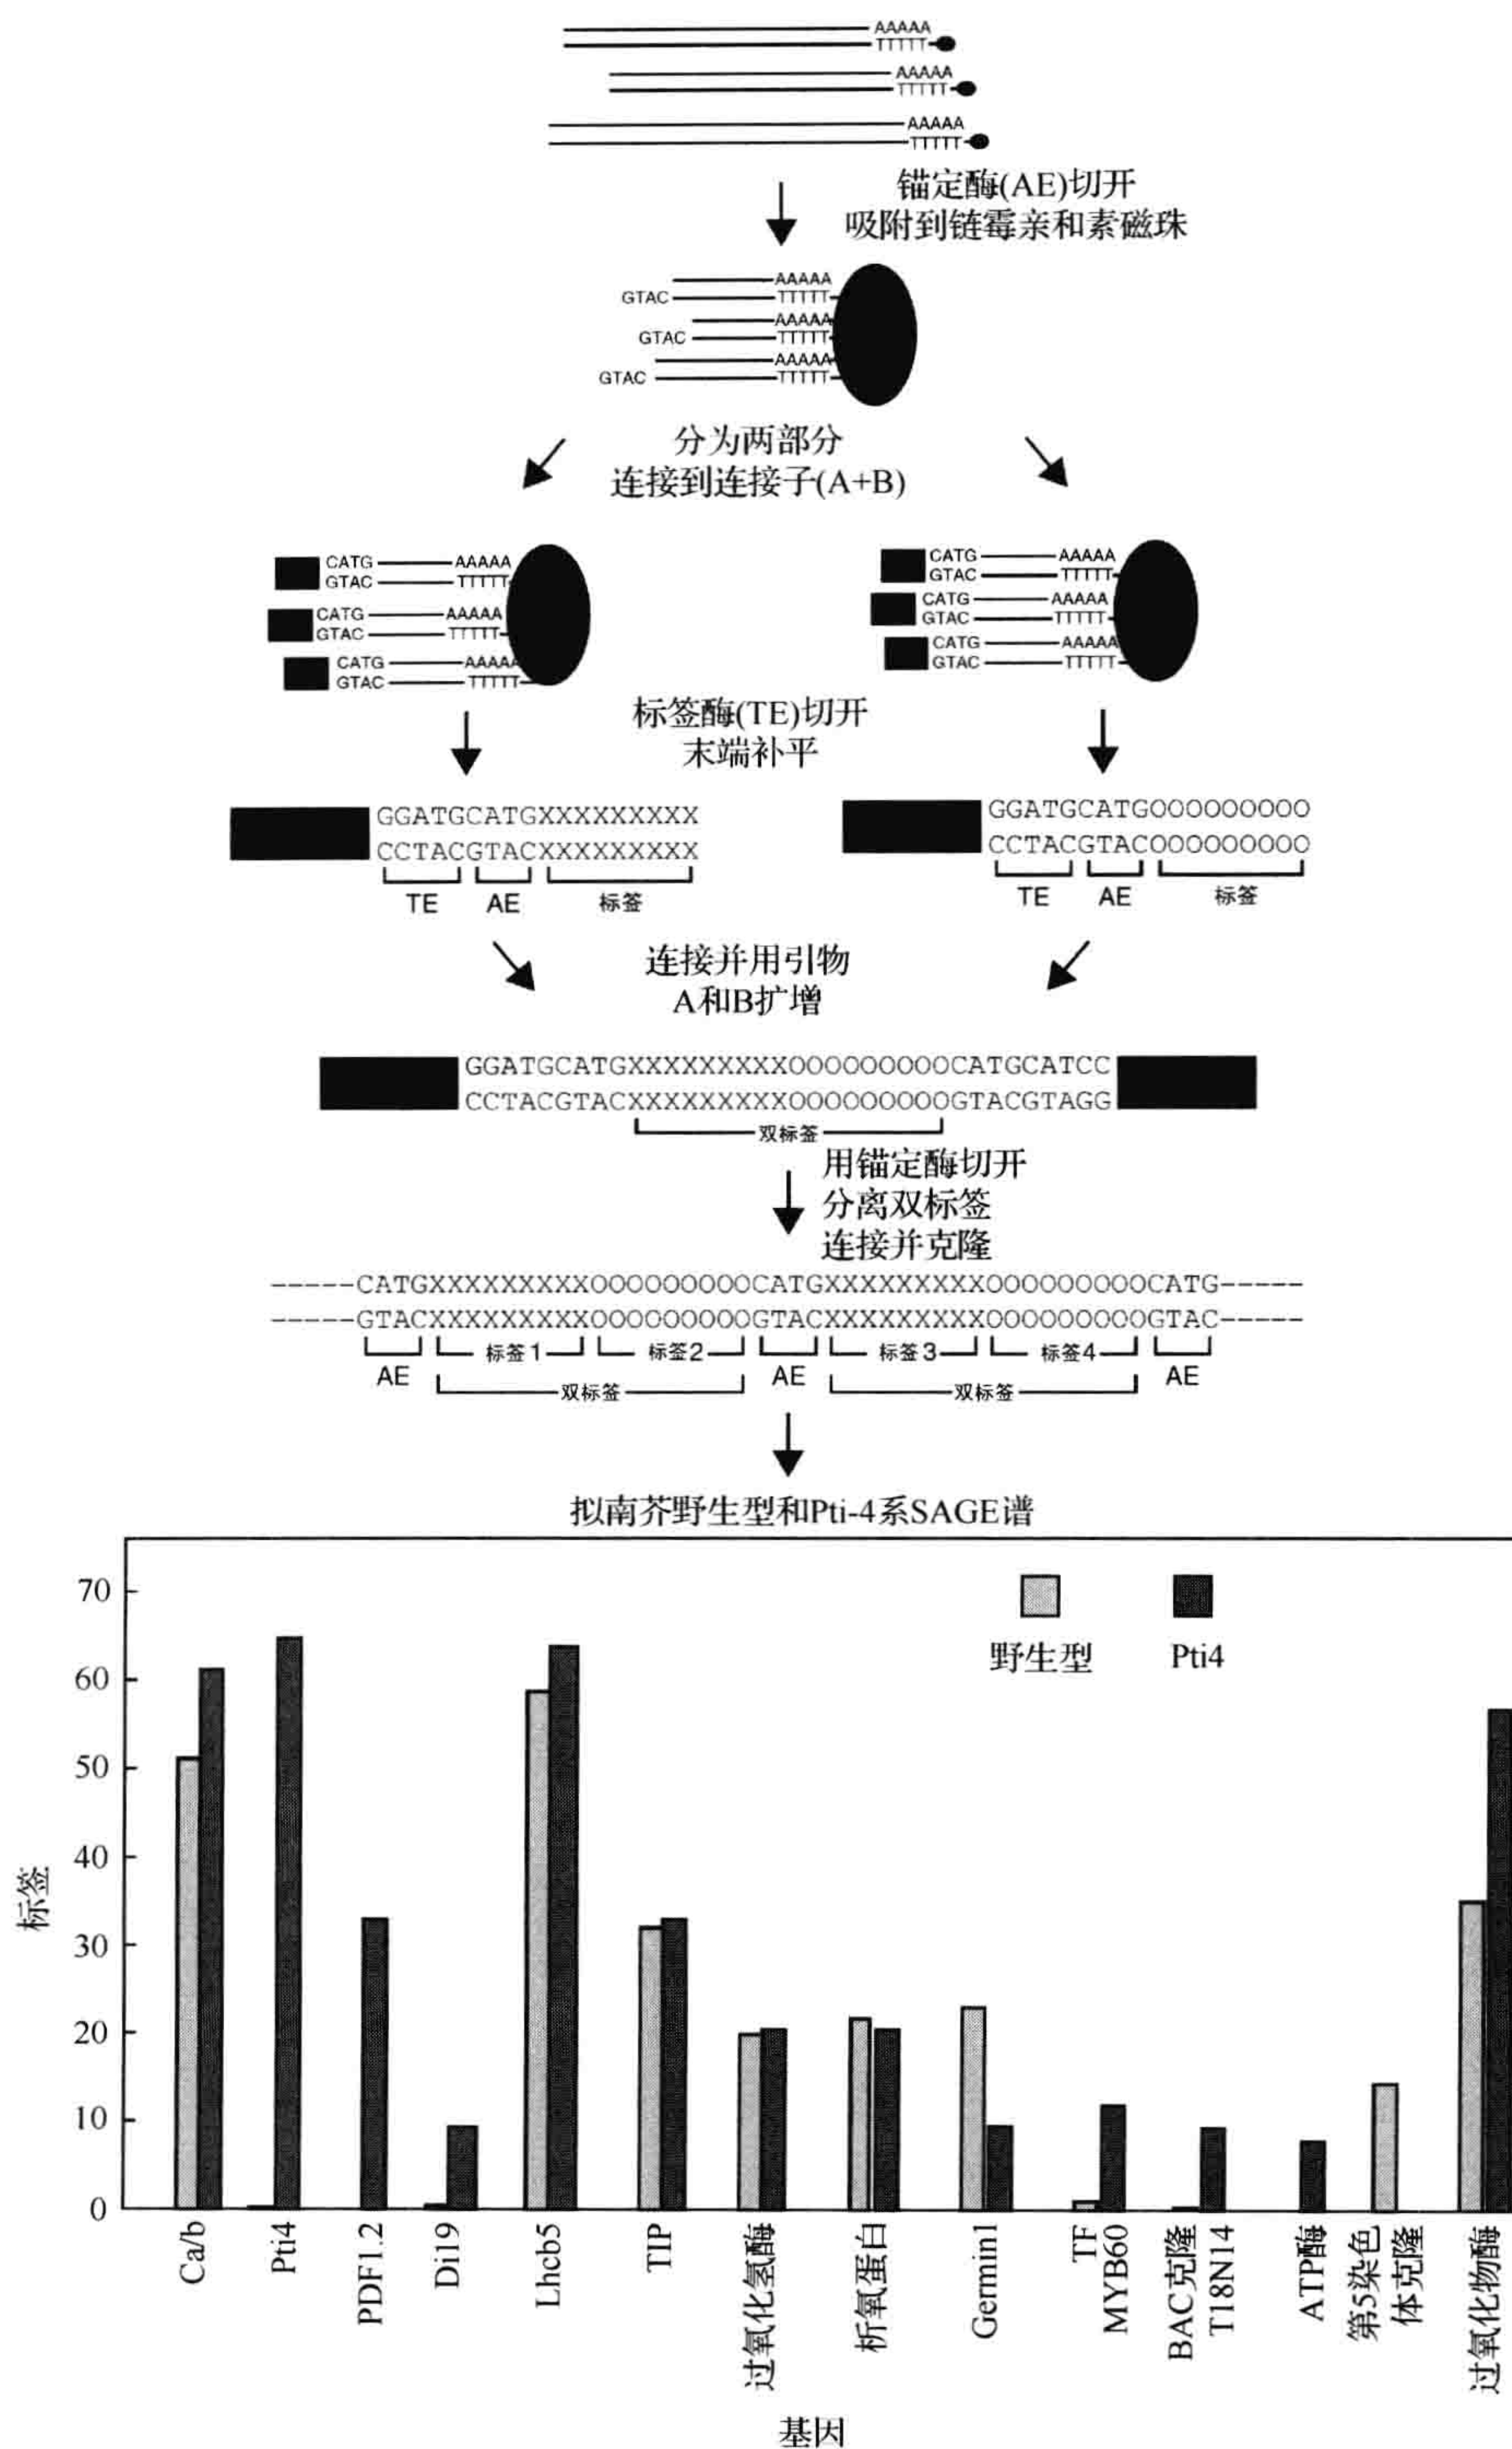 AAAAA
TTTTT
AAAAA
TTTTT
AAAAA
TTTTT
锚定酶(AE)切开
吸附到链霉亲和素磁珠
AAAAA
GTAC TTTTT
AAAAA
GTAC TTTTT
AAAAA
GTAC TTTTT
分为两部分
连接到连接子(A+B)
CATG AAAAA
GTAC TTTTT
CATG AAAAA
GTAC TTTTT
CATG AAAAA
GTAC TTTTT
CATG AAAAA
GTAC TTTTT
CATG AAAAA
GTAC TTTTT
CATG AAAAA
GTAC TTTTT
标签酶(TE)切开
末端补平
GGATGCATGXXXXXXXXX
CCTACGTACXXXXXXXXX
TE AE 标签
GGATGCATGOOOOOOOOO
CCTACGTACOOOOOOOOO
TE AE 标签
连接并用引物
A和B扩增
GGATGCATGXXXXXXXXXOOOOOOOOOCATGCATCC
CCTACGTACXXXXXXXXXOOOOOOOOOGTACGTAGG
双标签
用锚定酶切开
分离双标签
连接并克隆
-----CATGXXXXXXXXXOOOOOOOOOCATGXXXXXXXXXOOOOOOOOOCATG-----
-----GTACXXXXXXXXXOOOOOOOOOGTACXXXXXXXXXOOOOOOOOOGTAC-----
标签1 标签2 标签3 标签4
AE AE AE
双标签 双标签
拟南芥野生型和Pti-4系SAGE谱
野生型 Pti4
70
60
50
40
30
20
10
0
标签
Ca/b
Pti4
PDF1.2
Di19
Lhcb5
TIP
过氧化氢酶
析氧蛋白
Germin1
TF
MYB60
BAC克隆
T18N14
ATP酶
第5染色
体克隆
过氧化物酶
基因